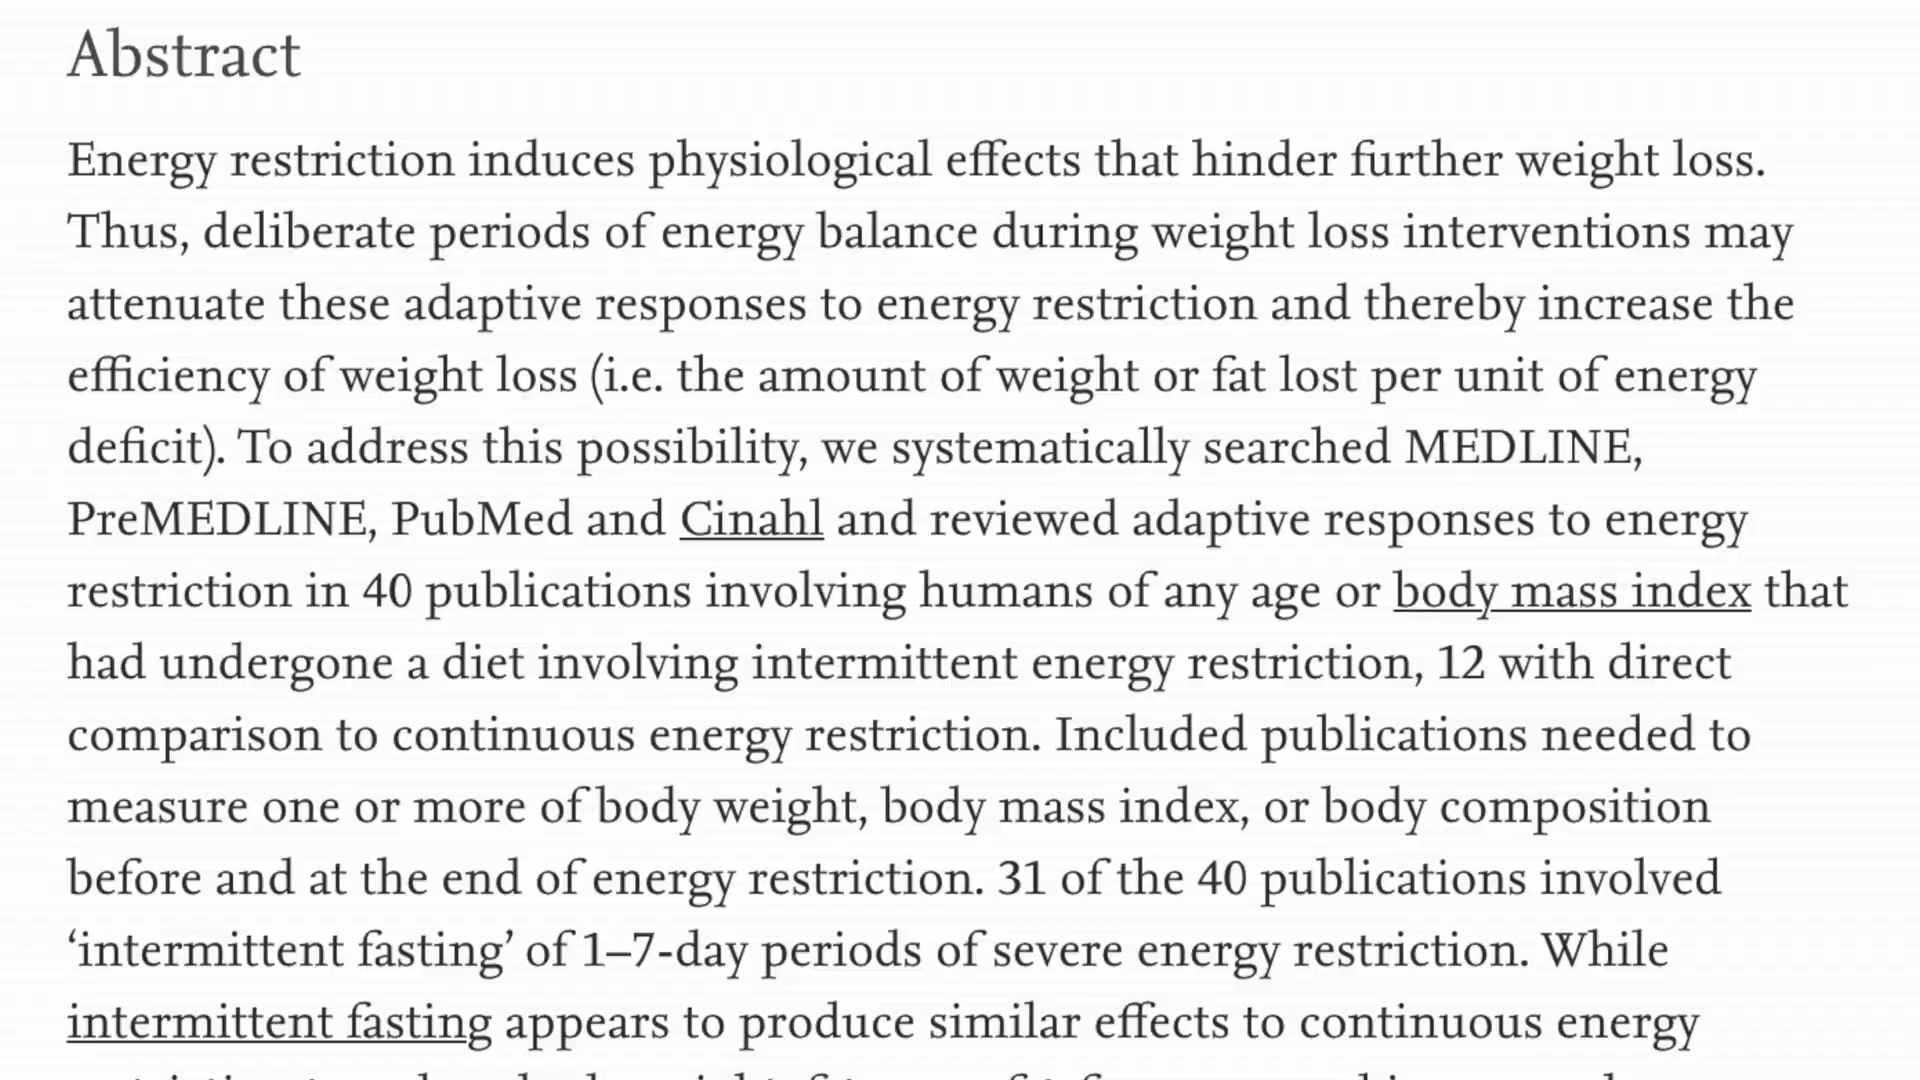 Abstract
Energy restriction induces physiological effects that hinder further weight loss.
Thus, deliberate periods of energy balance during weight loss interventions may
attenuate these adaptive responses to energy restriction and thereby increase the
efficiency of weight loss (i.e. the amount of weight or fat lost per unit of energy
deficit). To address this possibility, we systematically searched MEDLINE,
PreMEDLINE, PubMed and Cinahl and reviewed adaptive responses to energy
restriction in 40 publications involving humans of any age or body mass index that
had undergone a diet involving intermittent energy restriction, 12 with direct
comparison to continuous energy restriction. Included publications needed to
measure one or more of body weight, body mass index, or body composition
before and at the end of energy restriction. 31 of the 40 publications involved
‘intermittent fasting’ of 1–7-day periods of severe energy restriction. While
intermittent fasting appears to produce similar effects to continuous energy